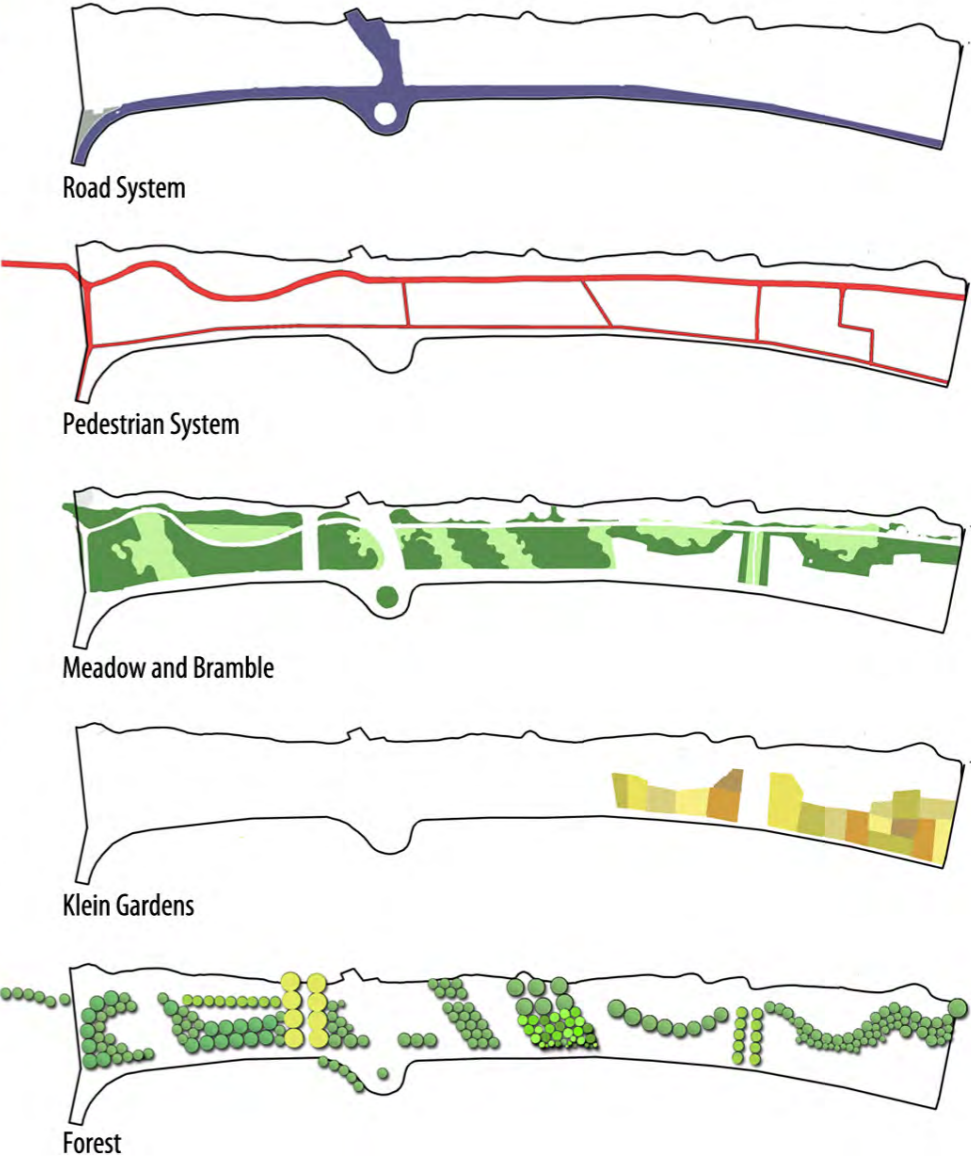 Road System
Pedestrian System
Meadow and Bramble
Klein Gardens
Forest